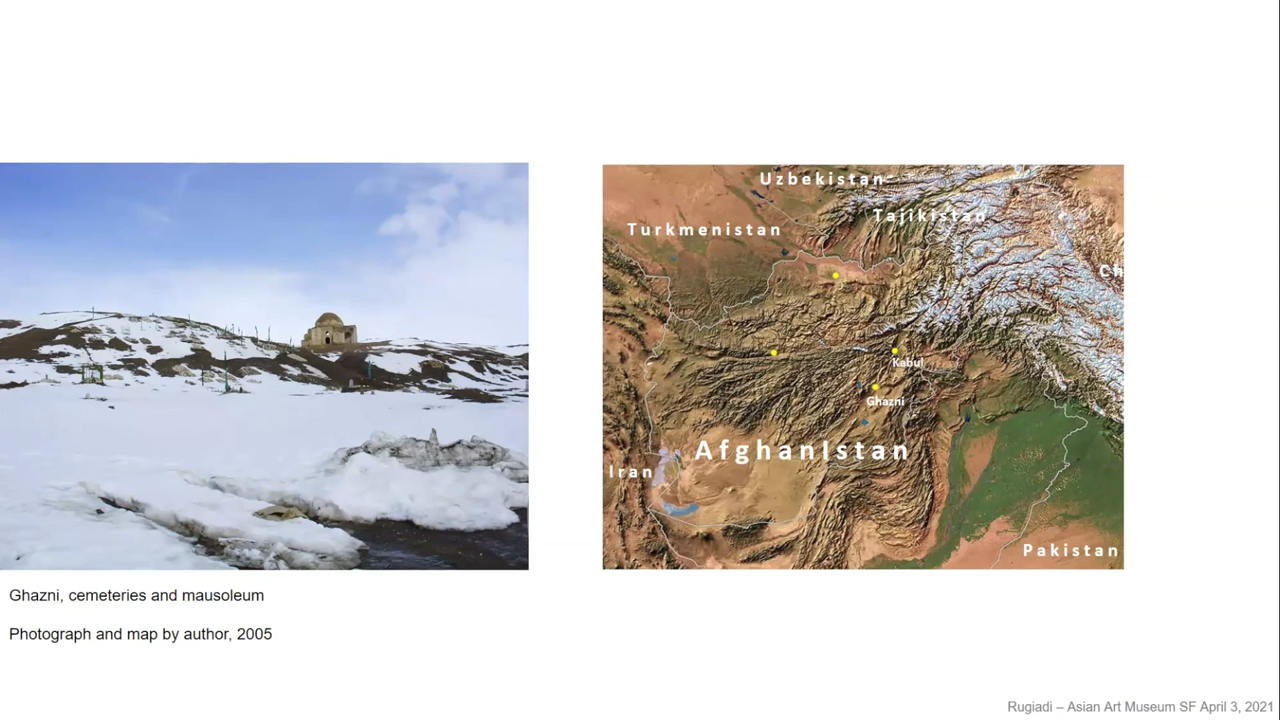 Uzbekistan
Tajikistan
Turkmenistan
Ch
Kabul
Ghazni
Afghanistan
Iran
Pakistan
Ghazni, cemeteries and mausoleum
Photograph and map by author, 2005
Rugiadi – Asian Art Museum SF April 3, 2021